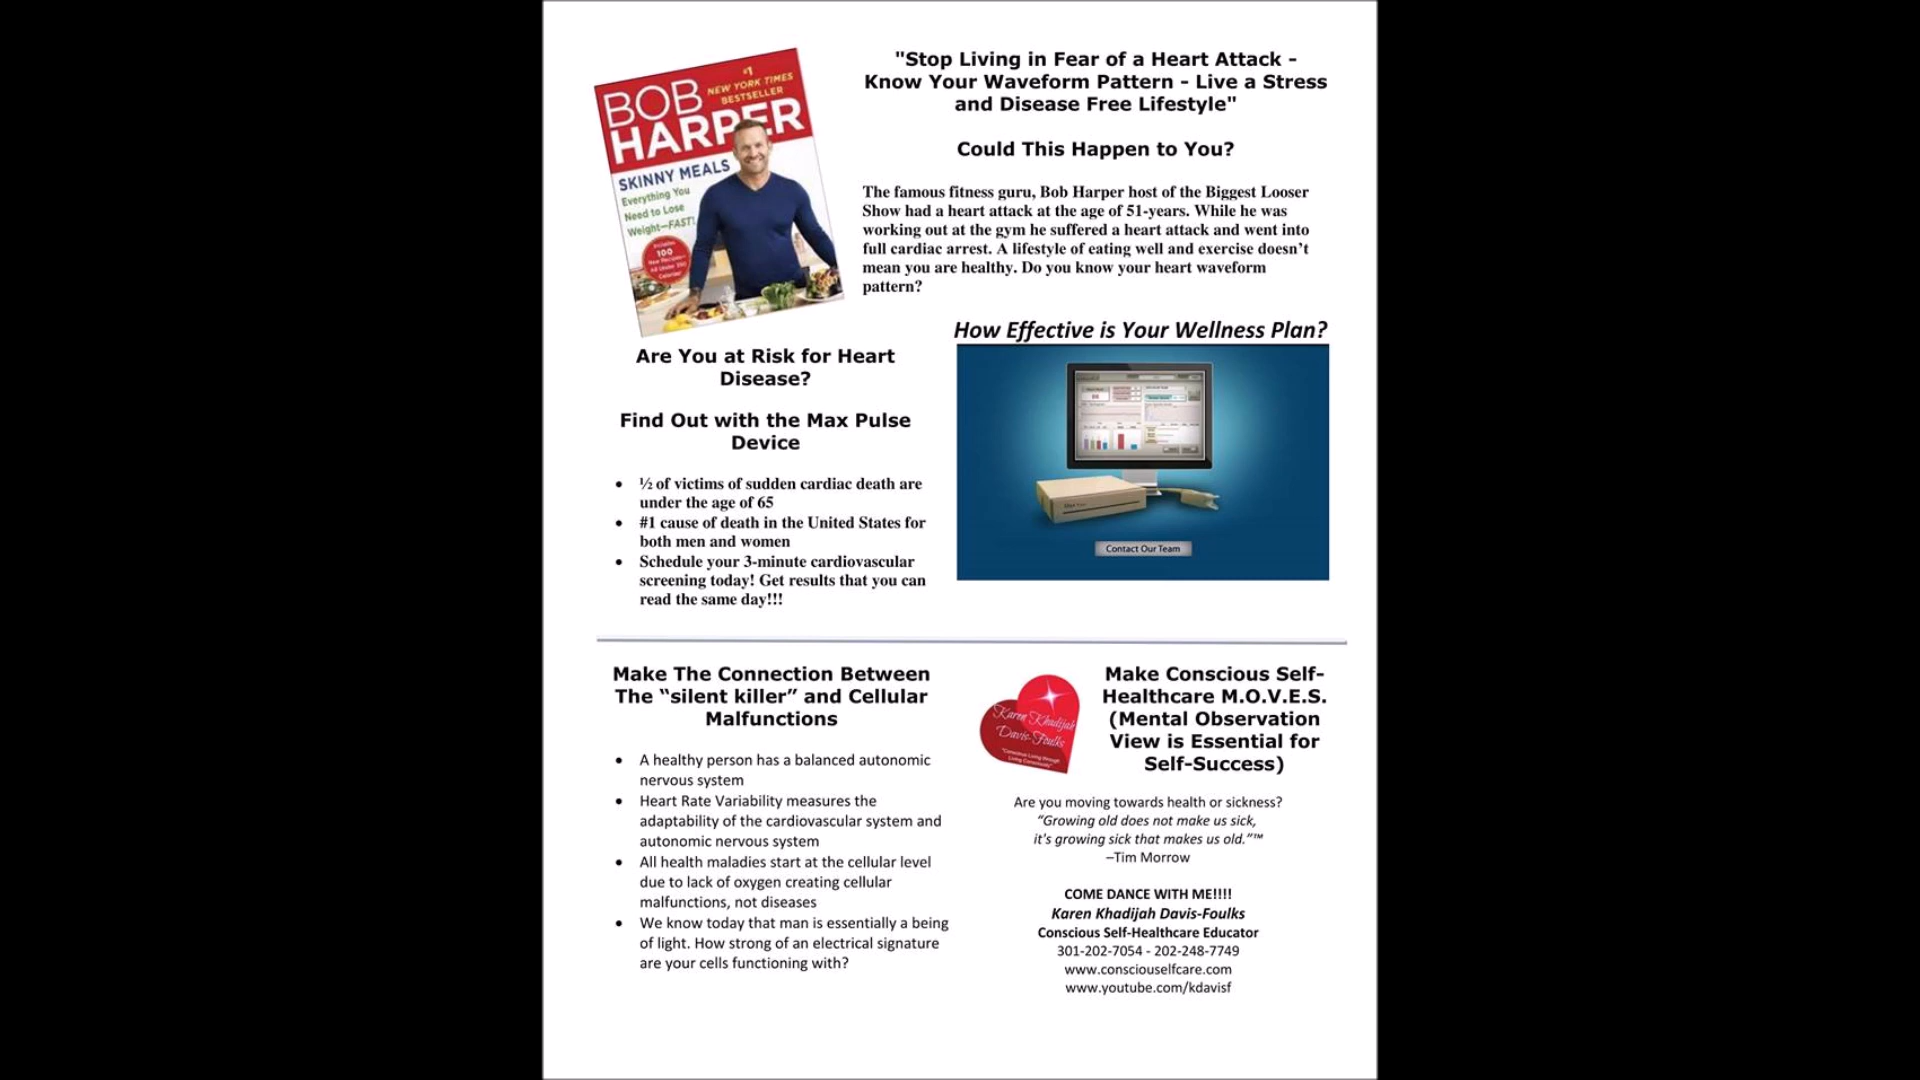 BOB
HARPER
#1
NEW YORK TIMES
BESTSELLER
SKINNY MEALS
Everything You
Need to Lose
Weight—FAST!
100
"Stop Living in Fear of a Heart Attack -
Know Your Waveform Pattern - Live a Stress
and Disease Free Lifestyle"
Could This Happen to You?
The famous fitness guru, Bob Harper host of the Biggest Looser
Show had a heart attack at the age of 51-years. While he was
working out at the gym he suffered a heart attack and went into
full cardiac arrest. A lifestyle of eating well and exercise doesn’t
mean you are healthy. Do you know your heart waveform
pattern?
How Effective is Your Wellness Plan?
Contact Our Team
Are You at Risk for Heart
Disease?
Find Out with the Max Pulse
Device
• ½ of victims of sudden cardiac death are
under the age of 65
• #1 cause of death in the United States for
both men and women
• Schedule your 3-minute cardiovascular
screening today! Get results that you can
read the same day!!!
Make The Connection Between
The “silent killer” and Cellular
Malfunctions
• A healthy person has a balanced autonomic
nervous system
• Heart Rate Variability measures the
adaptability of the cardiovascular system and
autonomic nervous system
• All health maladies start at the cellular level
due to lack of oxygen creating cellular
malfunctions, not diseases
• We know today that man is essentially a being
of light. How strong of an electrical signature
are your cells functioning with?
Karen Khadijah
Davis-Foulks
"Conscious Living through
Living Consciously"
Make Conscious Self-
Healthcare M.O.V.E.S.
(Mental Observation
View is Essential for
Self-Success)
Are you moving towards health or sickness?
“Growing old does not make us sick,
it's growing sick that makes us old.”™
–Tim Morrow
COME DANCE WITH ME!!!!
Karen Khadijah Davis-Foulks
Conscious Self-Healthcare Educator
301-202-7054 - 202-248-7749
www.consciouselfcare.com
www.youtube.com/kdavisf